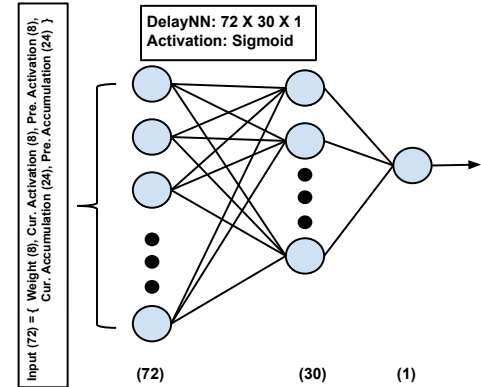 DelayNN: 72 X 30 X 1
Activation: Sigmoid
Input (72) = { Weight (8), Cur. Activation (8), Pre. Activation (8),
Cur. Accumulation (24), Pre. Accumulation (24) }
(72)
(30)
(1)